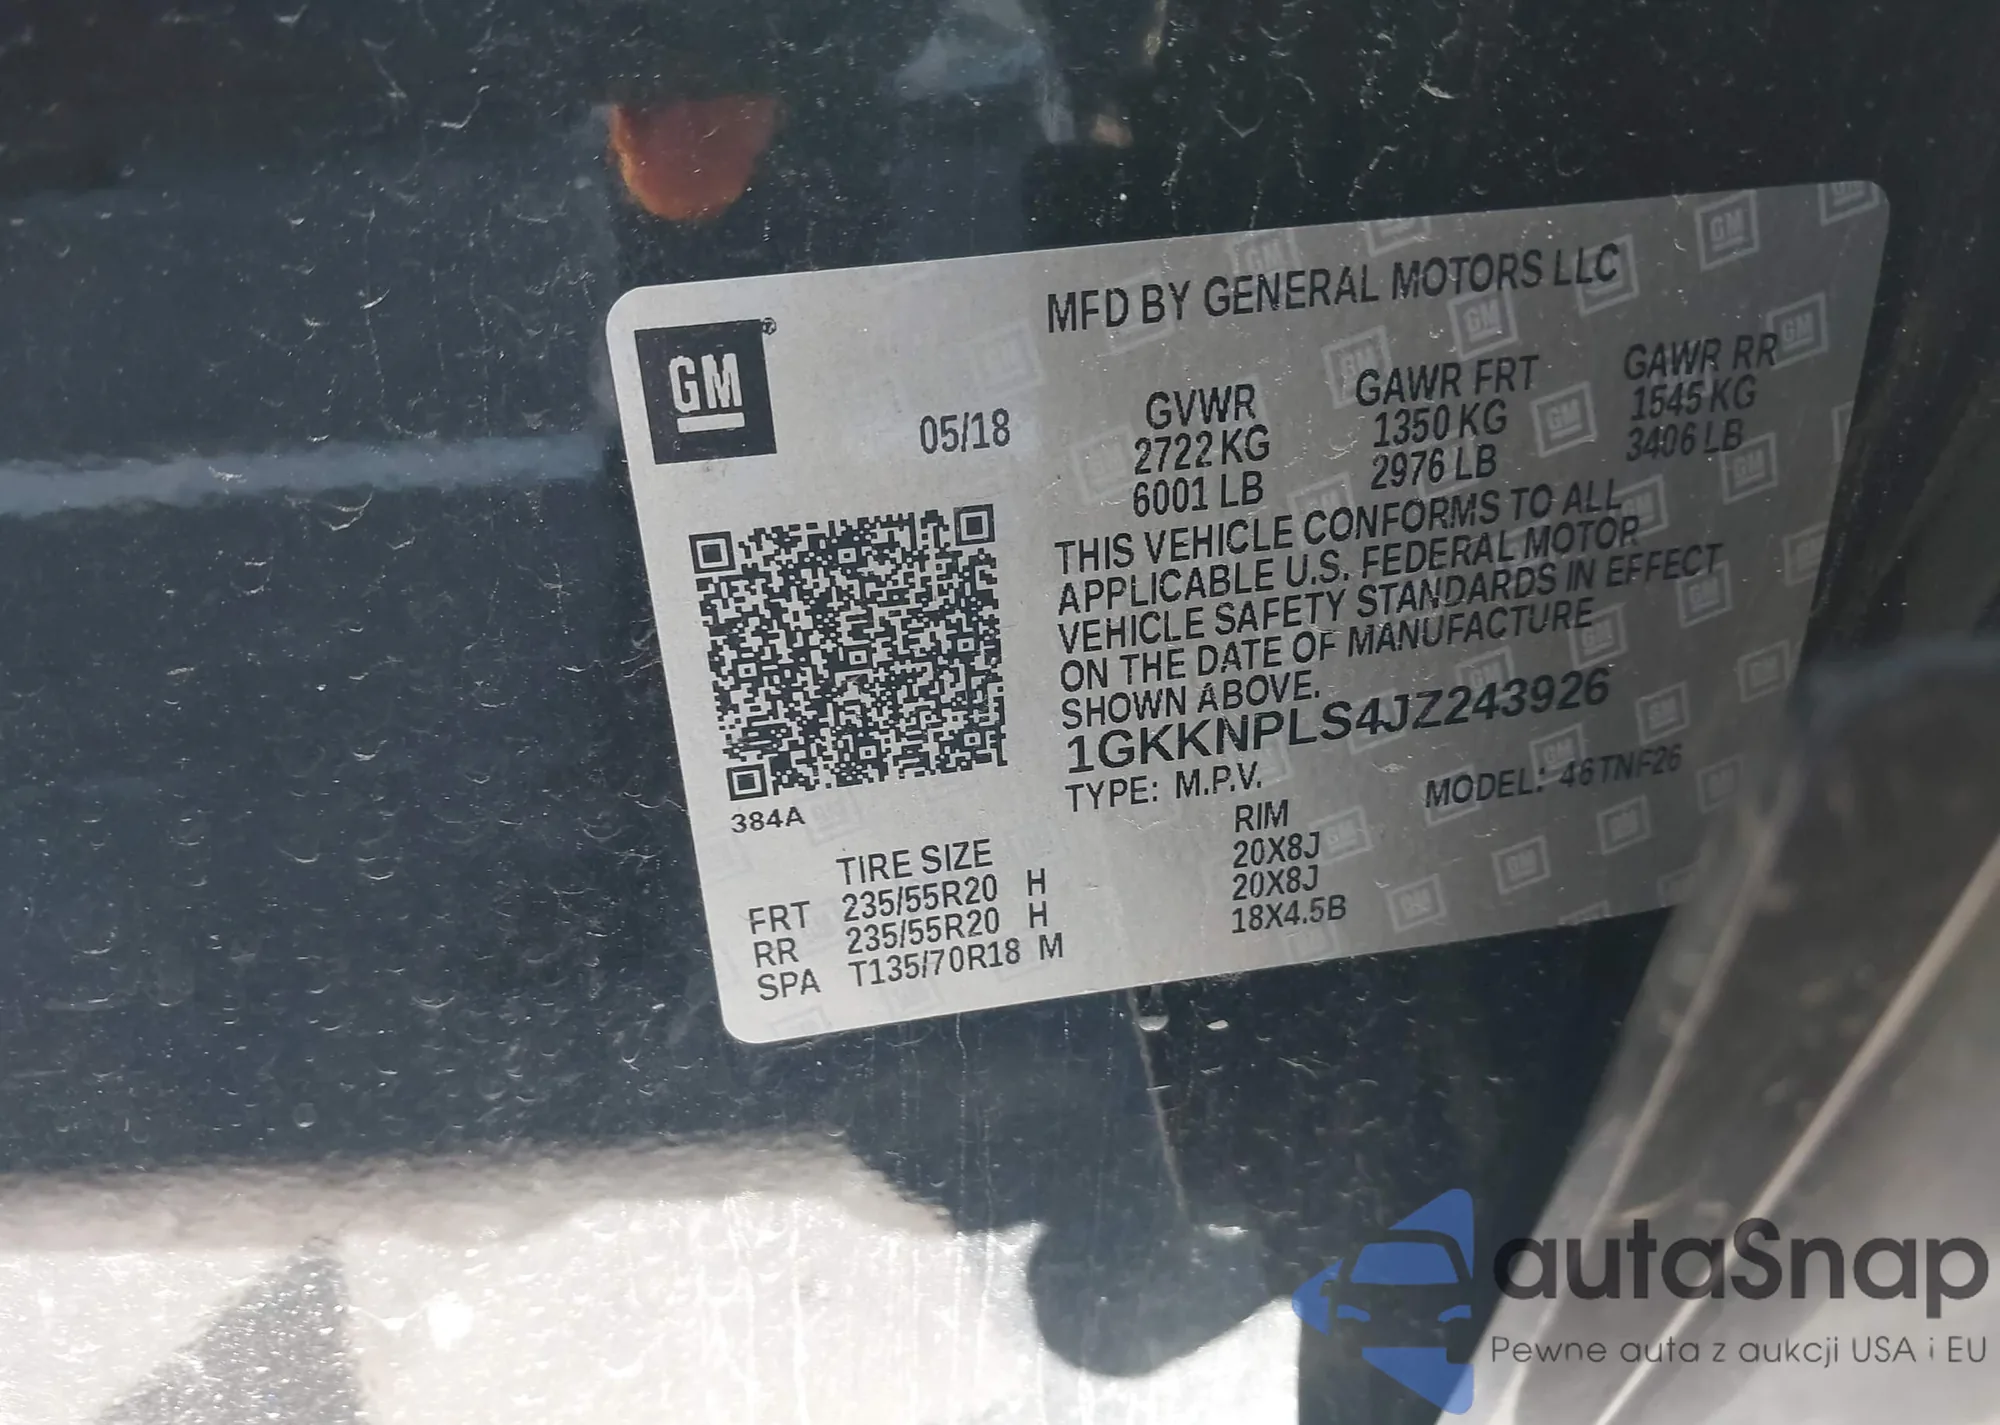 MFD BY GENERAL MOTORS LLC
GM
®
05/18
GVWR GAWR FRT GAWR RR
2722 KG 1350 KG 1545 KG
6001 LB 2976 LB 3406 LB
THIS VEHICLE CONFORMS TO ALL
APPLICABLE U.S. FEDERAL MOTOR
VEHICLE SAFETY STANDARDS IN EFFECT
ON THE DATE OF MANUFACTURE
SHOWN ABOVE.
1GKKNPLS4JZ243926
TYPE: M.P.V. MODEL: 46TNF26
384A
TIRE SIZE RIM
FRT 235/55R20 H 20X8J
RR 235/55R20 H 20X8J
SPA T135/70R18 M 18X4.5B
autaSnap
Pewne auta z aukcji USA i EU